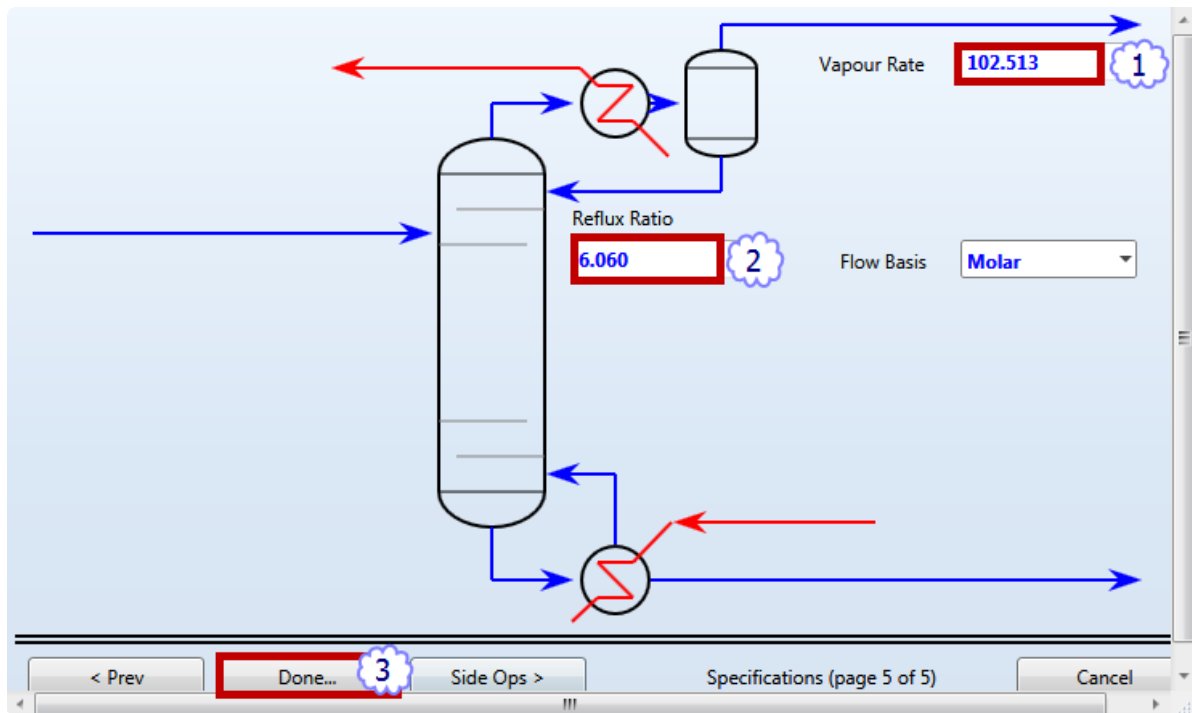 Vapour Rate 102.513 1
Reflux Ratio
6.060 2 Flow Basis Molar
< Prev Done... 3 Side Ops > Specifications (page 5 of 5) Cancel